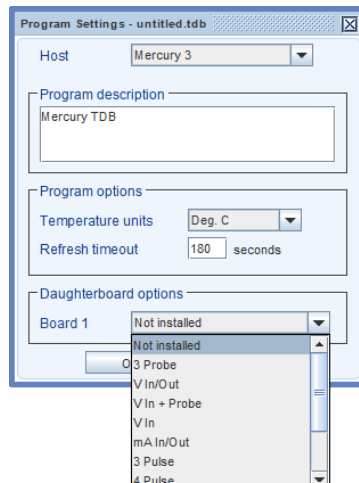 Program Settings - untitled.tdb
Host Mercury 3
Program description
Mercury TDB
Program options
Temperature units Deg. C
Refresh timeout 180 seconds
Daughterboard options
Board 1 Not installed
Not installed
O 3 Probe
V In/Out
V In + Probe
V In
mA In/Out
3 Pulse
4 Pulse